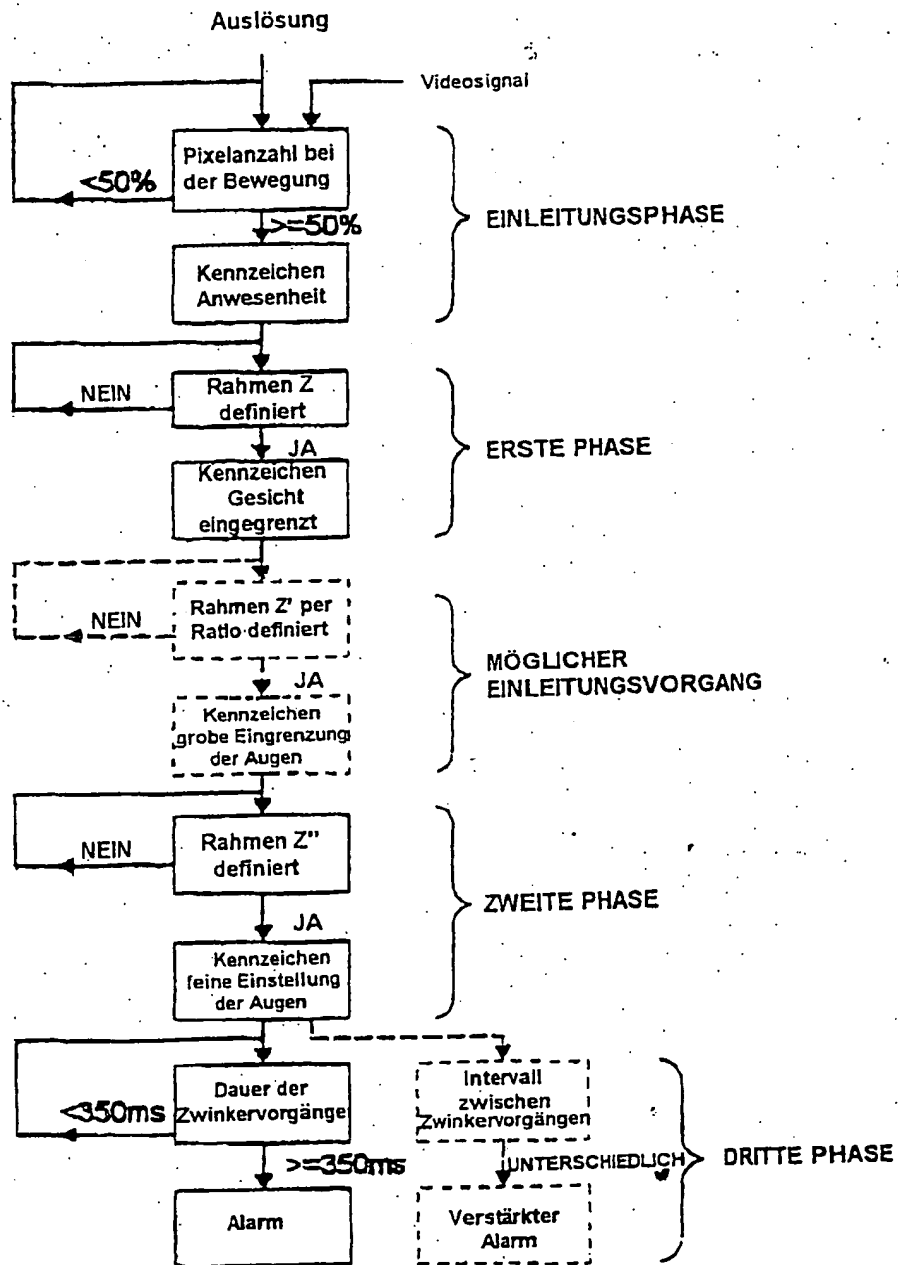 Auslösung
Videosignal
Pixelanzahl bei
der Bewegung
<50%
>=50%
EINLEITUNGSPHASE
Kennzeichen
Anwesenheit
Rahmen Z
definiert
NEIN
JA
ERSTE PHASE
Kennzeichen
Gesicht
eingegrenzt
Rahmen Z' per
Ratio definiert
NEIN
JA
MÖGLICHER
EINLEITUNGSVORGANG
Kennzeichen
grobe Eingrenzung
der Augen
Rahmen Z''
definiert
NEIN
JA
ZWEITE PHASE
Kennzeichen
feine Einstellung
der Augen
Dauer der
Zwinkervorgänge
<350ms
>=350ms
Intervall
zwischen
Zwinkervorgängen
UNTERSCHIEDLICH
DRITTE PHASE
Alarm
Verstärkter
Alarm